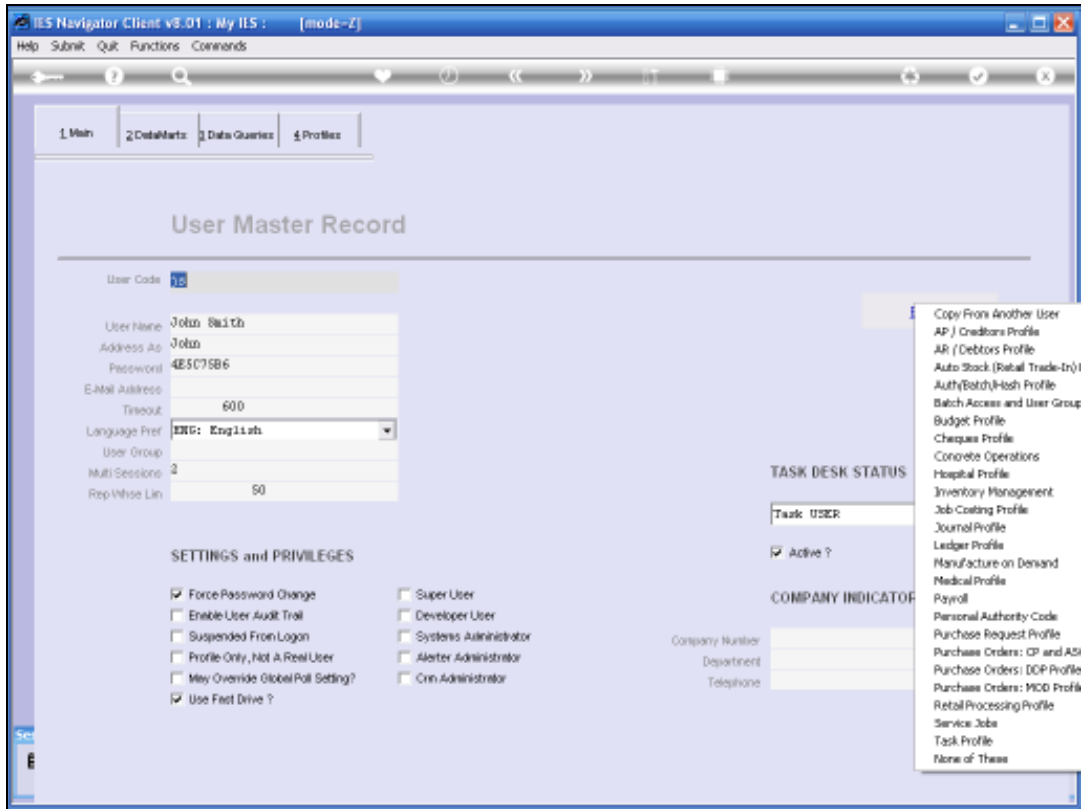 IES Navigator Client v8.01 : My IES : [mode=Z]
Help Submit Quit Functions Commands
1 Main 2 DataMarts 3 Data Queries 4 Profiles
User Master Record
User Code JS
User Name John Smith
Address As John
Password 4E5C75B6
E-Mail Address
Timeout 600
Language Pref ENG: English
User Group
Multi Sessions 2
Rep Whse Lim 50
SETTINGS and PRIVILEGES
Force Password Change
Enable User Audit Trail
Suspended From Logon
Profile Only, Not A Real User
May Override Global Poll Setting?
Use Fast Drive ?
Super User
Developer User
Systems Administrator
Alerter Administrator
Crm Administrator
TASK DESK STATUS
Task USER
Active ?
COMPANY INDICATOR
Company Number
Department
Telephone
Copy From Another User
AP / Creditors Profile
AR / Debtors Profile
Auto Stock (Retail Trade-In)
Auth/Batch/Hash Profile
Batch Access and User Group
Budget Profile
Cheques Profile
Concrete Operations
Hospital Profile
Inventory Management
Job Costing Profile
Journal Profile
Ledger Profile
Manufacture on Demand
Medical Profile
Payroll
Personal Authority Code
Purchase Request Profile
Purchase Orders: CP and ASH
Purchase Orders: DDP Profile
Purchase Orders: MOD Profile
Retail Processing Profile
Service Jobs
Task Profile
None of These